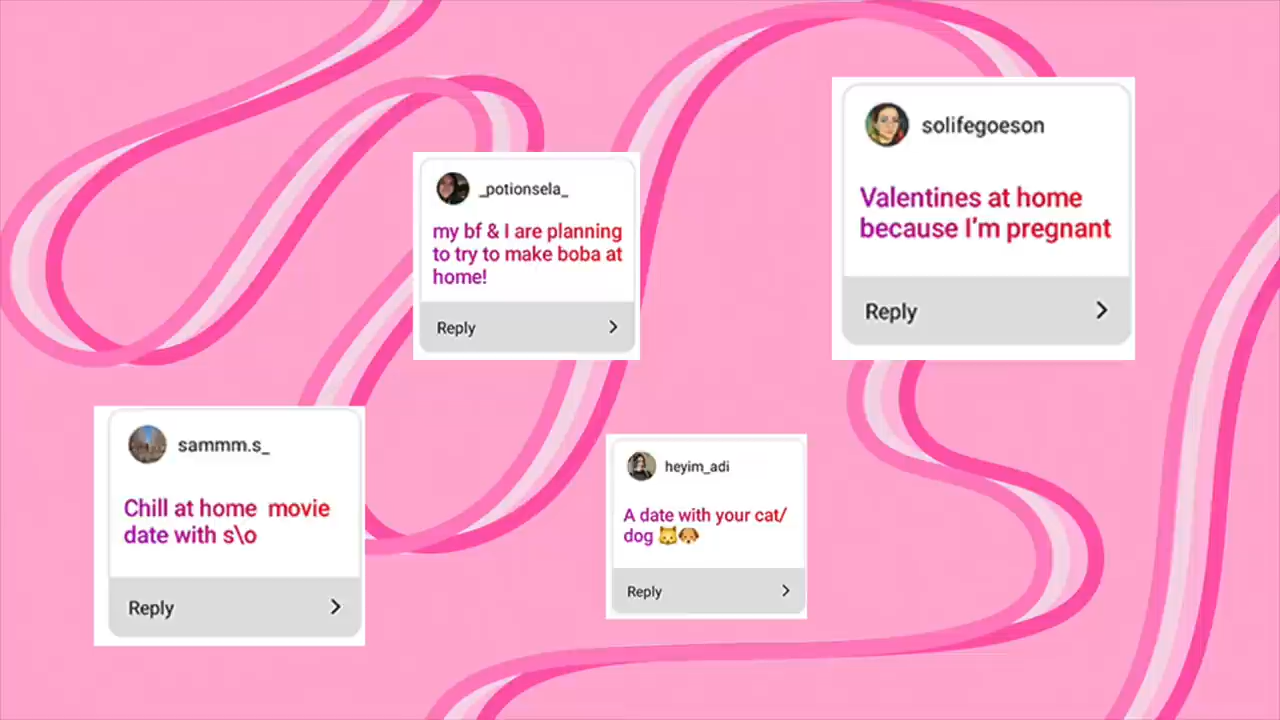 solifegoeson
Valentines at home
because I'm pregnant
Reply
_potionsela_
my bf & I are planning
to try to make boba at
home!
Reply
sammm.s_
Chill at home  movie
date with s\o
Reply
heyim_adi
A date with your cat/
dog 🐱🐶
Reply